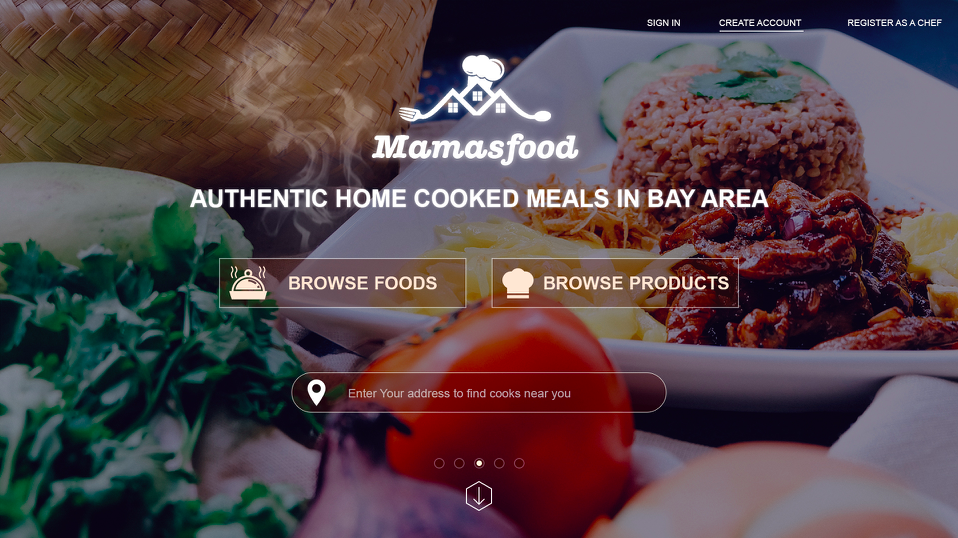 SIGN IN
CREATE ACCOUNT
REGISTER AS A CHEF
Mamasfood
AUTHENTIC HOME COOKED MEALS IN BAY AREA
BROWSE FOODS
BROWSE PRODUCTS
Enter Your address to find cooks near you